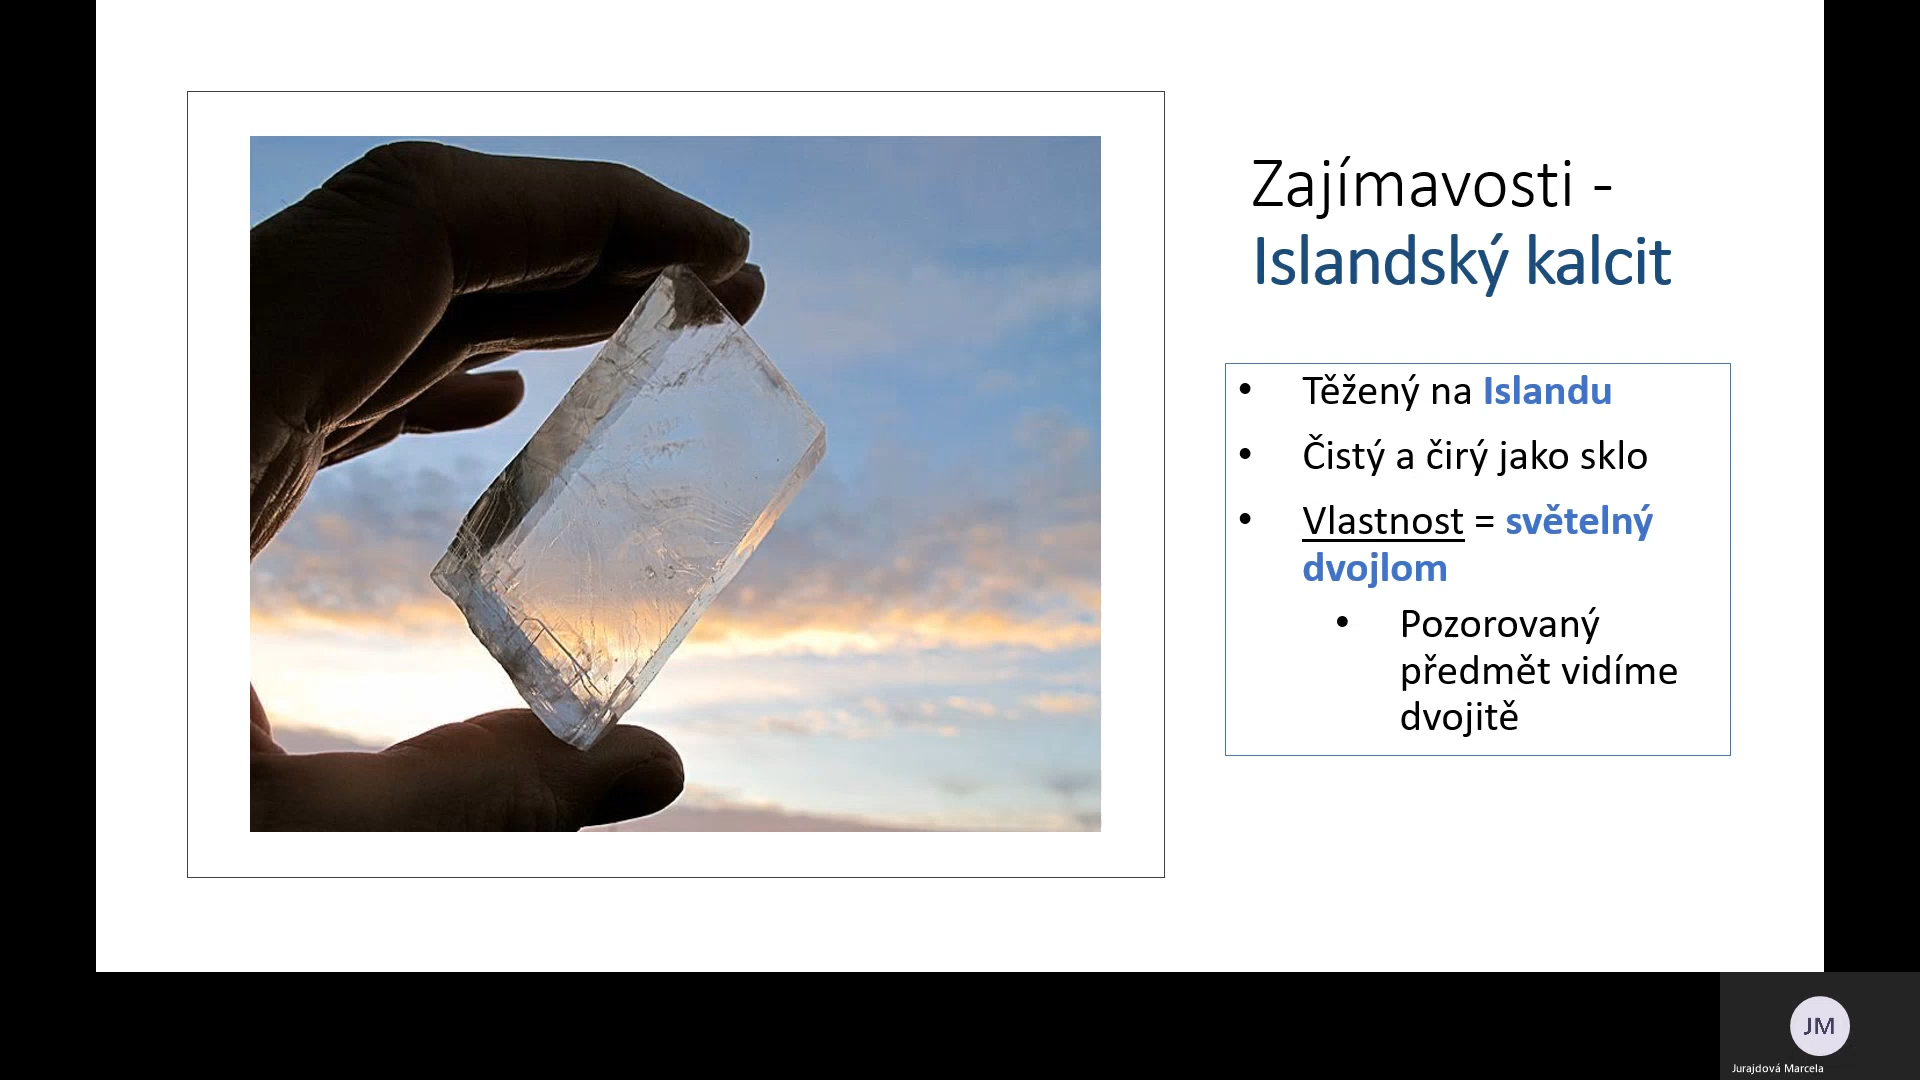 Zajímavosti -
Islandský kalcit
• Těžený na Islandu
• Čistý a čirý jako sklo
• Vlastnost = světelný
dvojlom
• Pozorovaný
předmět vidíme
dvojitě
JM
Jurajdová Marcela